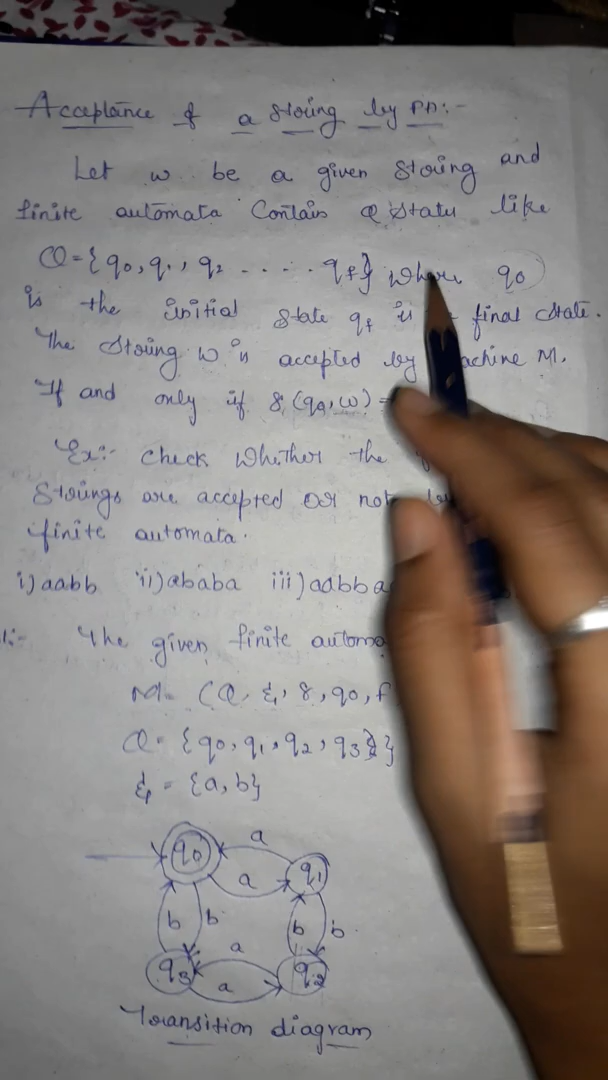 Acceptance of a String by FA:-
Let w be a given String and
finite automata Contain Q States like
Q={q0, q1, q2 ..... qf} where q0
is the initial State qf is final state.
The String w is accepted by machine M.
If and only if δ(q0, w) =
Ex:- check whether the
Strings are accepted or not by
finite automata.
i) aabb ii) ababa iii) aabba
The given finite automa
M= (Q, Σ, δ, q0, f
Q= {q0, q1, q2, q3}}
Σ = {a, b}
a
q0
a
q1
b b b b
a
q3 q2
a
Transition diagram